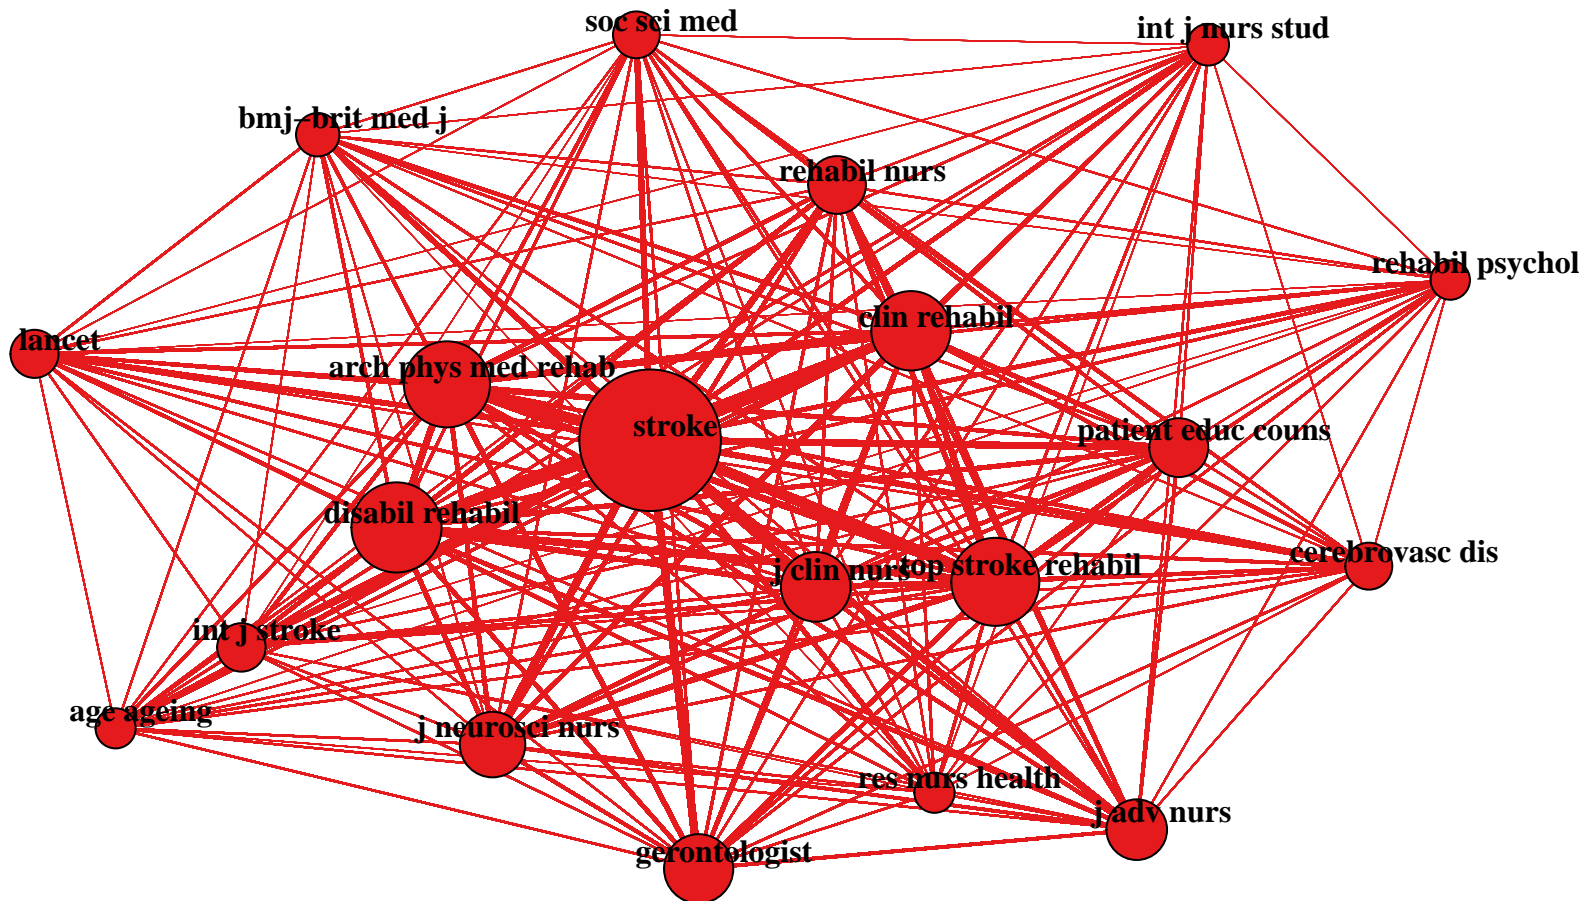 soc sci med
int j nurs stud
bmj−brit med j
rehabil nurs
rehabil psychol
clin rehabil
lancet
arch phys med rehab
stroke
patient educ couns
disabil rehabil
cerebrovasc dis
j clin nurs
top stroke rehabil
int j stroke
age ageing
j neurosci nurs
res nurs health
j adv nurs
gerontologist